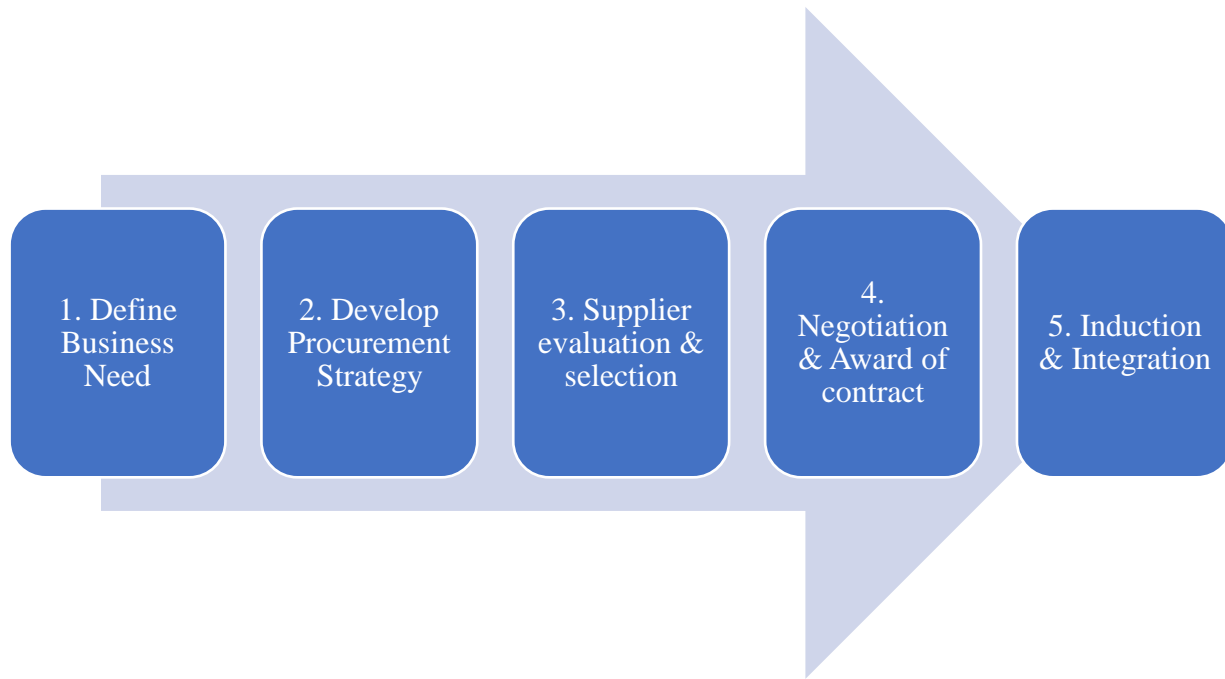 1. Define
Business
Need
2. Develop
Procurement
Strategy
3. Supplier
evaluation &
selection
4.
Negotiation
& Award of
contract
5. Induction
& Integration